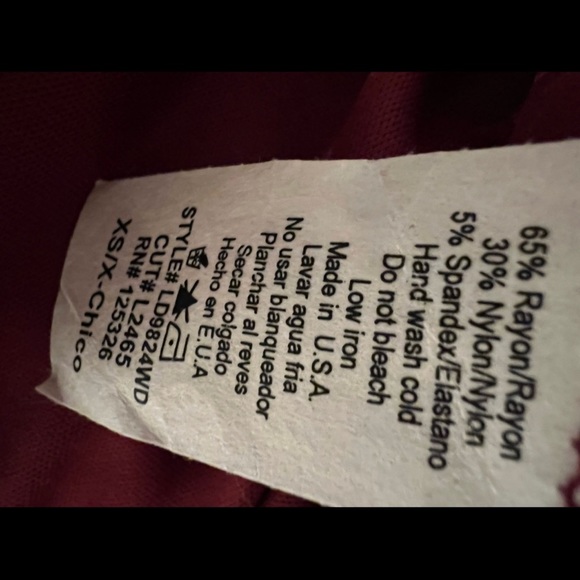 65% Rayon/Rayon
30% Nylon/Nylon
5% Spandex/Elastano
Hand wash cold
Do not bleach
Low iron
Made in U.S.A.
Lavar agua fria
No usar blanqueador
Planchar al reves
Secar colgado
Hecho en E.U.A
STYLE# LD9824WD
CUT# L2465
RN# 125326
XS/X-Chico